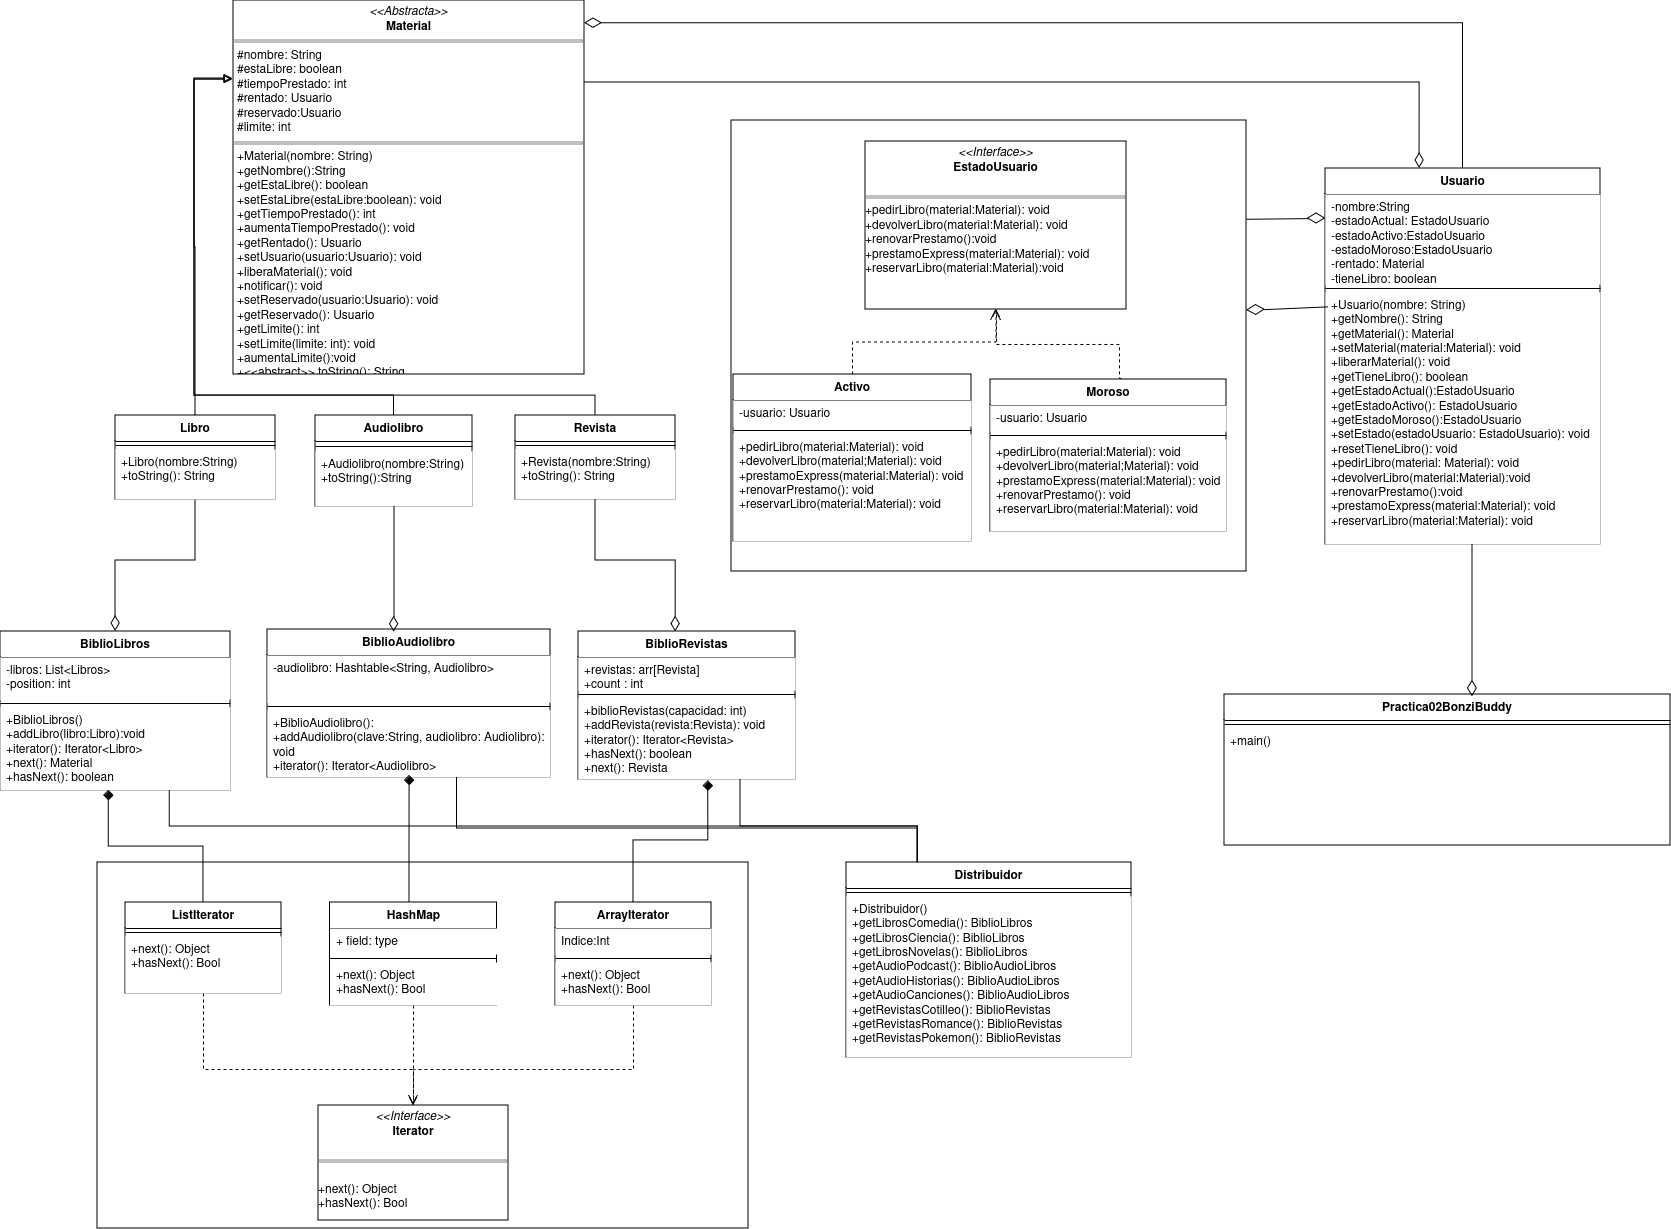 <<Abstracta>>
Material
#nombre: String
#estaLibre: boolean
#tiempoPrestado: int
#rentado: Usuario
#reservado:Usuario
#limite: int
+Material(nombre: String)
+getNombre():String
+getEstaLibre(): boolean
+setEstaLibre(estaLibre:boolean): void
+getTiempoPrestado(): int
+aumentaTiempoPrestado(): void
+getRentado(): Usuario
+setUsuario(usuario:Usuario): void
+liberaMaterial(): void
+notificar(): void
+setReservado(usuario:Usuario): void
+getReservado(): Usuario
+getLimite(): int
+setLimite(limite: int): void
+aumentaLimite():void
+<<abstract>> toString(): String
<<Interface>>
EstadoUsuario
+pedirLibro(material:Material): void
+devolverLibro(material:Material): void
+renovarPrestamo():void
+prestamoExpress(material:Material): void
+reservarLibro(material:Material):void
Activo
-usuario: Usuario
+pedirLibro(material:Material): void
+devolverLibro(material;Material): void
+prestamoExpress(material:Material): void
+renovarPrestamo(): void
+reservarLibro(material:Material): void
Moroso
-usuario: Usuario
+pedirLibro(material:Material): void
+devolverLibro(material;Material): void
+prestamoExpress(material:Material): void
+renovarPrestamo(): void
+reservarLibro(material:Material): void
Usuario
-nombre:String
-estadoActual: EstadoUsuario
-estadoActivo:EstadoUsuario
-estadoMoroso:EstadoUsuario
-rentado: Material
-tieneLibro: boolean
+Usuario(nombre: String)
+getNombre(): String
+getMaterial(): Material
+setMaterial(material:Material): void
+liberarMaterial(): void
+getTieneLibro(): boolean
+getEstadoActual():EstadoUsuario
+getEstadoActivo(): EstadoUsuario
+getEstadoMoroso():EstadoUsuario
+setEstado(estadoUsuario: EstadoUsuario): void
+resetTieneLibro(): void
+pedirLibro(material: Material): void
+devolverLibro(material:Material):void
+renovarPrestamo():void
+prestamoExpress(material:Material): void
+reservarLibro(material:Material): void
Libro
+Libro(nombre:String)
+toString(): String
Audiolibro
+Audiolibro(nombre:String)
+toString():String
Revista
+Revista(nombre:String)
+toString(): String
BiblioLibros
-libros: List<Libros>
-position: int
+BiblioLibros()
+addLibro(libro:Libro):void
+iterator(): Iterator<Libro>
+next(): Material
+hasNext(): boolean
BiblioAudiolibro
-audiolibro: Hashtable<String, Audiolibro>
+BiblioAudiolibro():
+addAudiolibro(clave:String, audiolibro: Audiolibro):
void
+iterator(): Iterator<Audiolibro>
BiblioRevistas
+revistas: arr[Revista]
+count : int
+biblioRevistas(capacidad: int)
+addRevista(revista:Revista): void
+iterator(): Iterator<Revista>
+hasNext(): boolean
+next(): Revista
Practica02BonziBuddy
+main()
Distribuidor
+Distribuidor()
+getLibrosComedia(): BiblioLibros
+getLibrosCiencia(): BiblioLibros
+getLibrosNovelas(): BiblioLibros
+getAudioPodcast(): BiblioAudioLibros
+getAudioHistorias(): BiblioAudioLibros
+getAudioCanciones(): BiblioAudioLibros
+getRevistasCotilleo(): BiblioRevistas
+getRevistasRomance(): BiblioRevistas
+getRevistasPokemon(): BiblioRevistas
ListIterator
+next(): Object
+hasNext(): Bool
HashMap
+ field: type
+next(): Object
+hasNext(): Bool
ArrayIterator
Indice:Int
+next(): Object
+hasNext(): Bool
<<Interface>>
Iterator
+next(): Object
+hasNext(): Bool